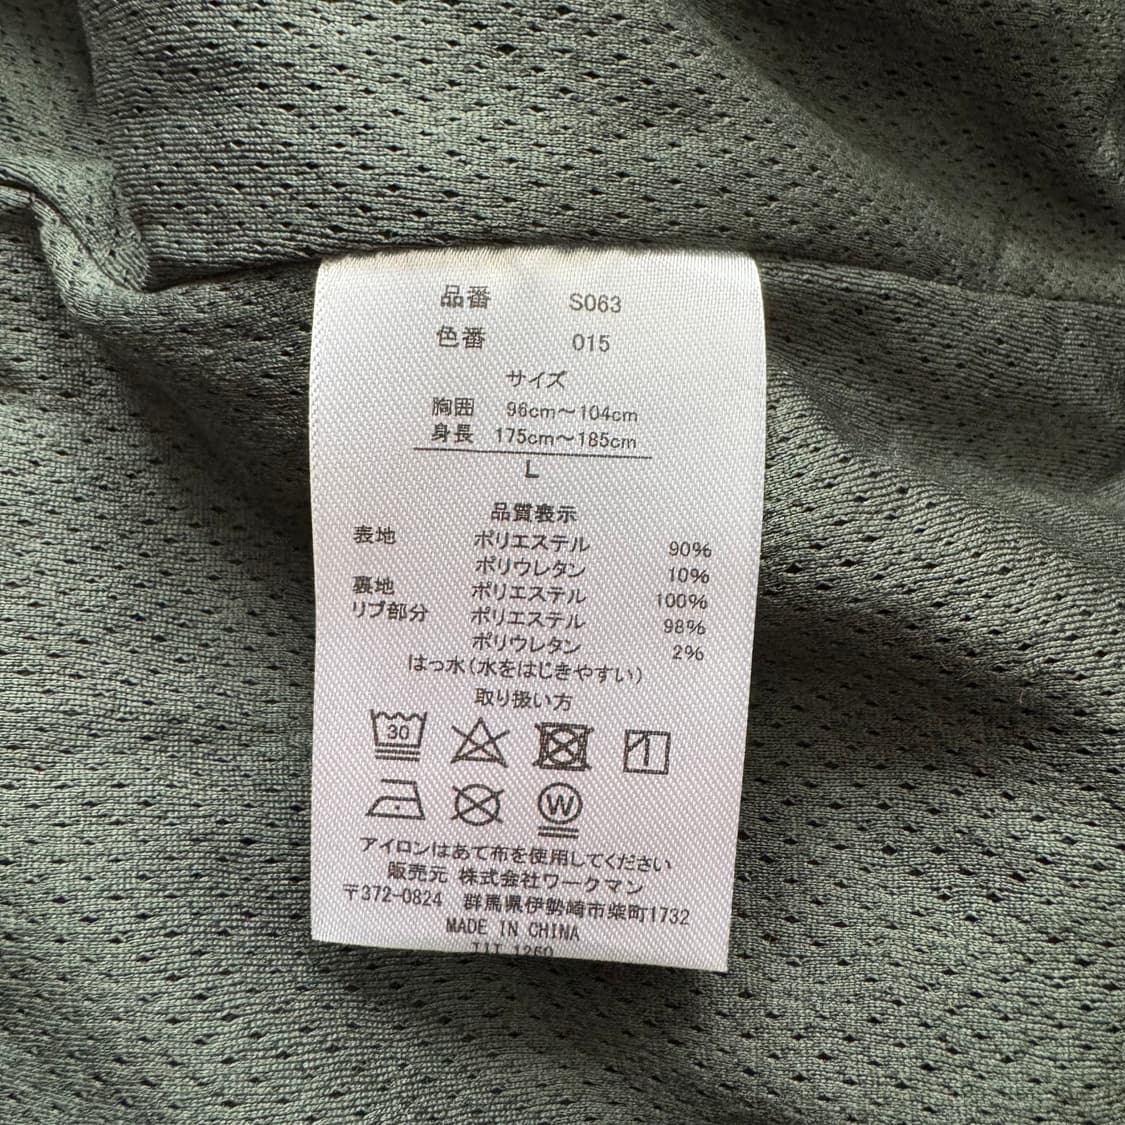 品番 S063
色番 015
サイズ
胸囲 96cm～104cm
身長 175cm～185cm
L
品質表示
表地 ポリエステル 90%
ポリウレタン 10%
裏地 ポリエステル 100%
リブ部分 ポリエステル 98%
ポリウレタン 2%
はっ水(水をはじきやすい)
取り扱い方
30
W
アイロンはあて布を使用してください
販売元 株式会社ワークマン
〒372-0824 群馬県伊勢崎市柴町1732
MADE IN CHINA